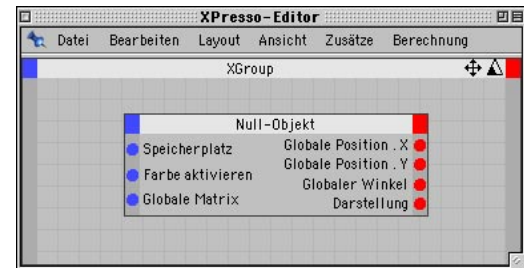 XPresso-Editor
Datei Bearbeiten Layout Ansicht Zusätze Berechnung
XGroup
Null-Objekt
Speicherplatz
Farbe aktivieren
Globale Matrix
Globale Position . X
Globale Position . Y
Globaler Winkel
Darstellung